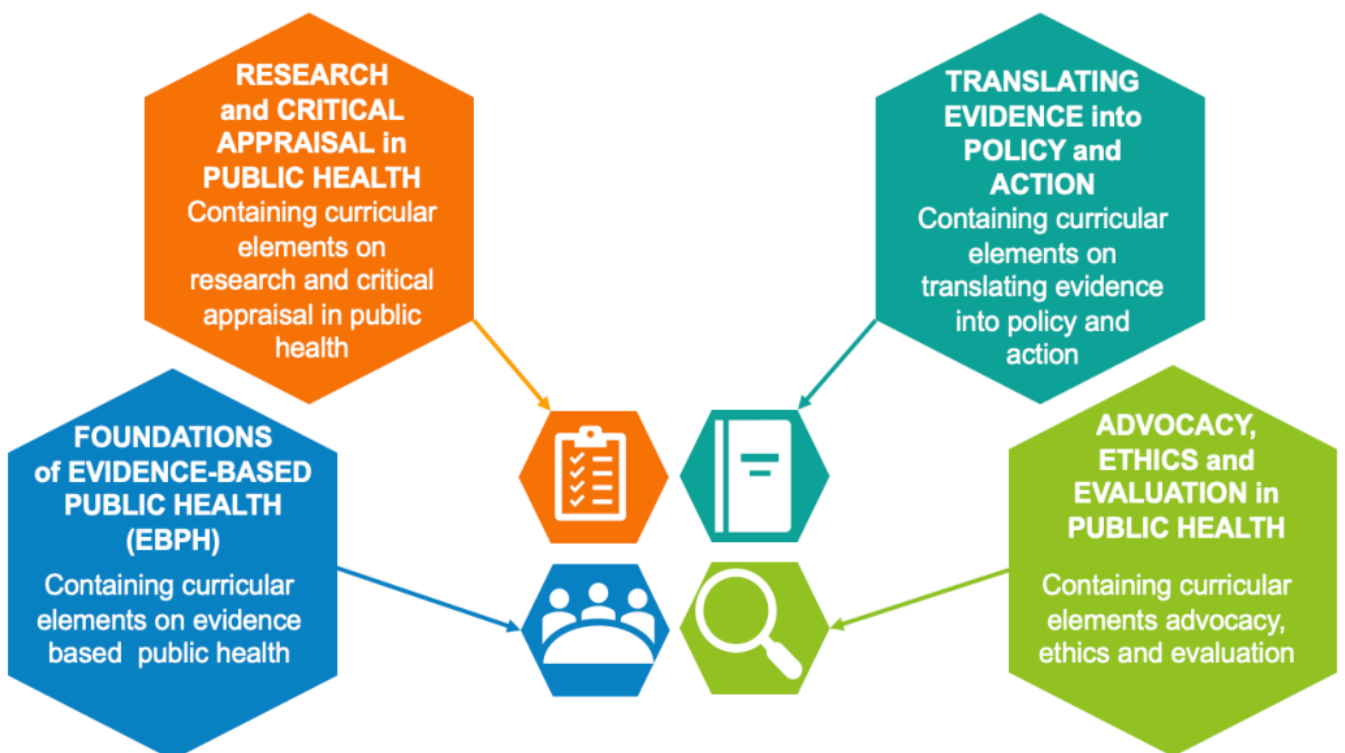 RESEARCH
and CRITICAL
APPRAISAL in
PUBLIC HEALTH
Containing curricular
elements on
research and critical
appraisal in public
health
TRANSLATING
EVIDENCE into
POLICY and
ACTION
Containing curricular
elements on
translating evidence
into policy and
action
FOUNDATIONS
of EVIDENCE-BASED
PUBLIC HEALTH
(EBPH)
Containing curricular
elements on evidence
based  public health
ADVOCACY,
ETHICS and
EVALUATION in
PUBLIC HEALTH
Containing curricular
elements advocacy,
ethics and evaluation